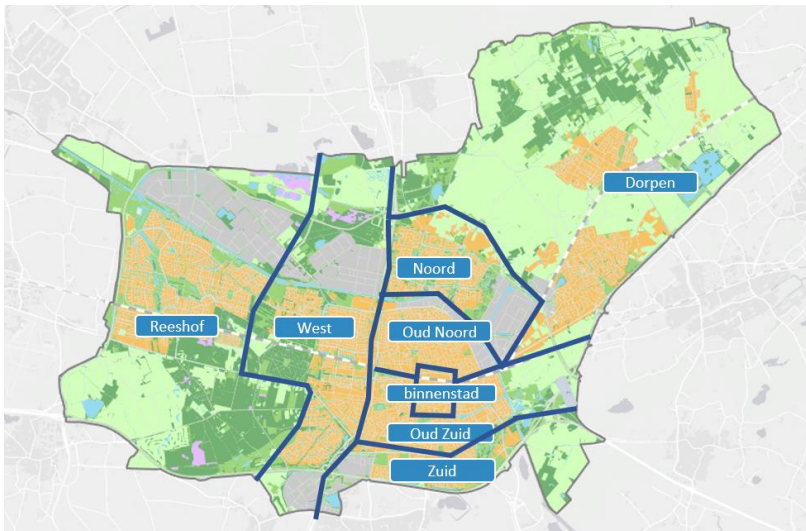 Dorpen
Noord
Reeshof
West
Oud Noord
binnenstad
Oud Zuid
Zuid